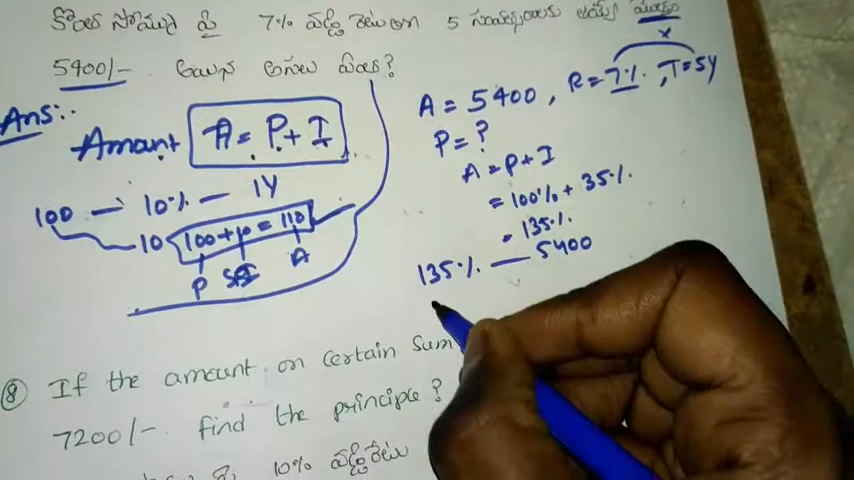 కొంత సొమ్ము పై 7% వడ్డీ రేటున 5 సంవత్సరాలకు అయ్యే మొత్తం
5400/- అయిన అసలు ఎంత?
Ans:-
Amount A = P + I
100 — 10% — 1Y
10 100 + 10 = 110
P SI A
A = 5400 , R = 7% , T = 5Y
x
P = ?
A = P + I
= 100% + 35%
= 135%
135% — 5400
⑧ If the amount on certain Sum
7200/- find the principle?
10% వడ్డీ రేటు